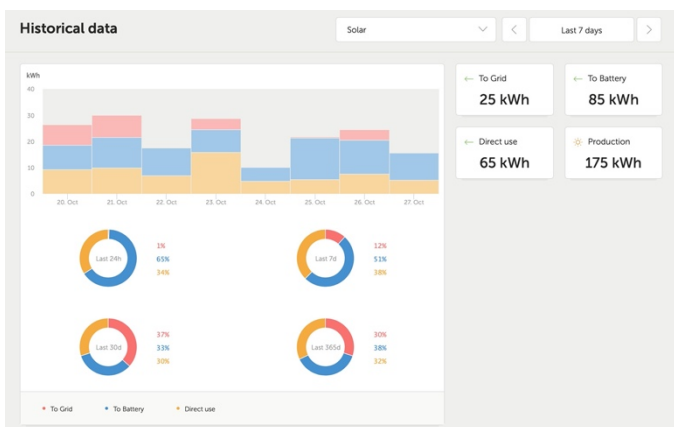 Historical data
Solar
Last 7 days
kWh
40
30
20
10
0
20. Oct 21. Oct 22. Oct 23. Oct 24. Oct 25. Oct 26. Oct 27. Oct
To Grid
25 kWh
To Battery
85 kWh
Direct use
65 kWh
Production
175 kWh
Last 24h
1%
65%
34%
Last 7d
12%
51%
38%
Last 30d
37%
33%
30%
Last 365d
30%
38%
32%
To Grid To Battery Direct use